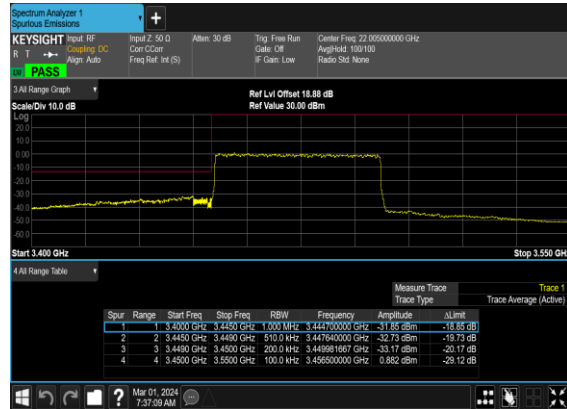 Spectrum Analyzer 1
Spurious Emissions
+
KEYSIGHT Input: RF Input Z: 50 Ω Atten: 30 dB Trig: Free Run Center Freq: 22.005000000 GHz
R T Coupling: DC Corr CCorr Gate: Off Avg|Hold: 100/100
Align: Auto Freq Ref: Int (S) IF Gain: Low Radio Std: None
PASS
3 All Range Graph
Ref Lvl Offset 18.88 dB
Scale/Div 10.0 dB Ref Value 30.00 dBm
Log
20.0
10.0
0.00
-10.0
-20.0
-30.0
-40.0
-50.0
-60.0
Start 3.400 GHz Stop 3.550 GH
4 All Range Table
Measure Trace Trace 1
Trace Type Trace Average (Active)
Spur Range Start Freq Stop Freq RBW Frequency Amplitude ΔLimit
1 1 3.4000 GHz 3.4450 GHz 1.000 MHz 3.444700000 GHz -31.85 dBm -18.85 dB
2 2 3.4450 GHz 3.4490 GHz 510.0 kHz 3.447640000 GHz -32.73 dBm -19.73 dB
3 3 3.4490 GHz 3.4500 GHz 200.0 kHz 3.449981667 GHz -33.17 dBm -20.17 dB
4 4 3.4500 GHz 3.5500 GHz 100.0 kHz 3.456500000 GHz 0.882 dBm -29.12 dB
? Mar 01, 2024
7:37:09 AM